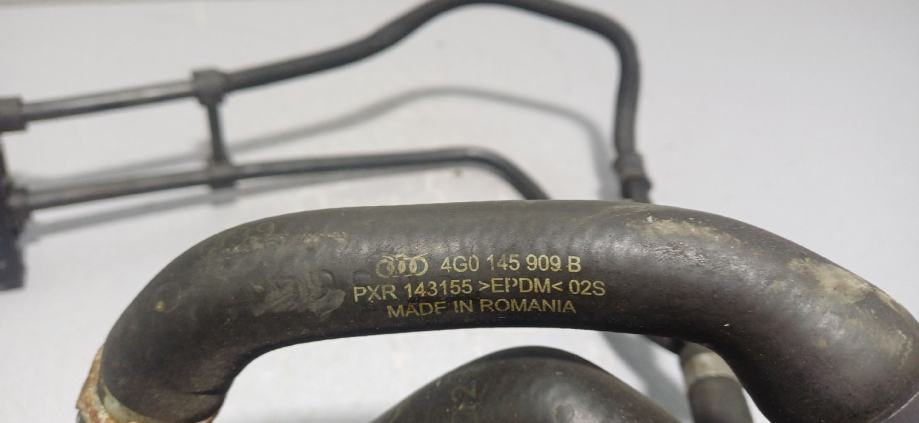 4G0 145 909 B
PXR 143155 >EPDM< 02S
MADE IN ROMANIA